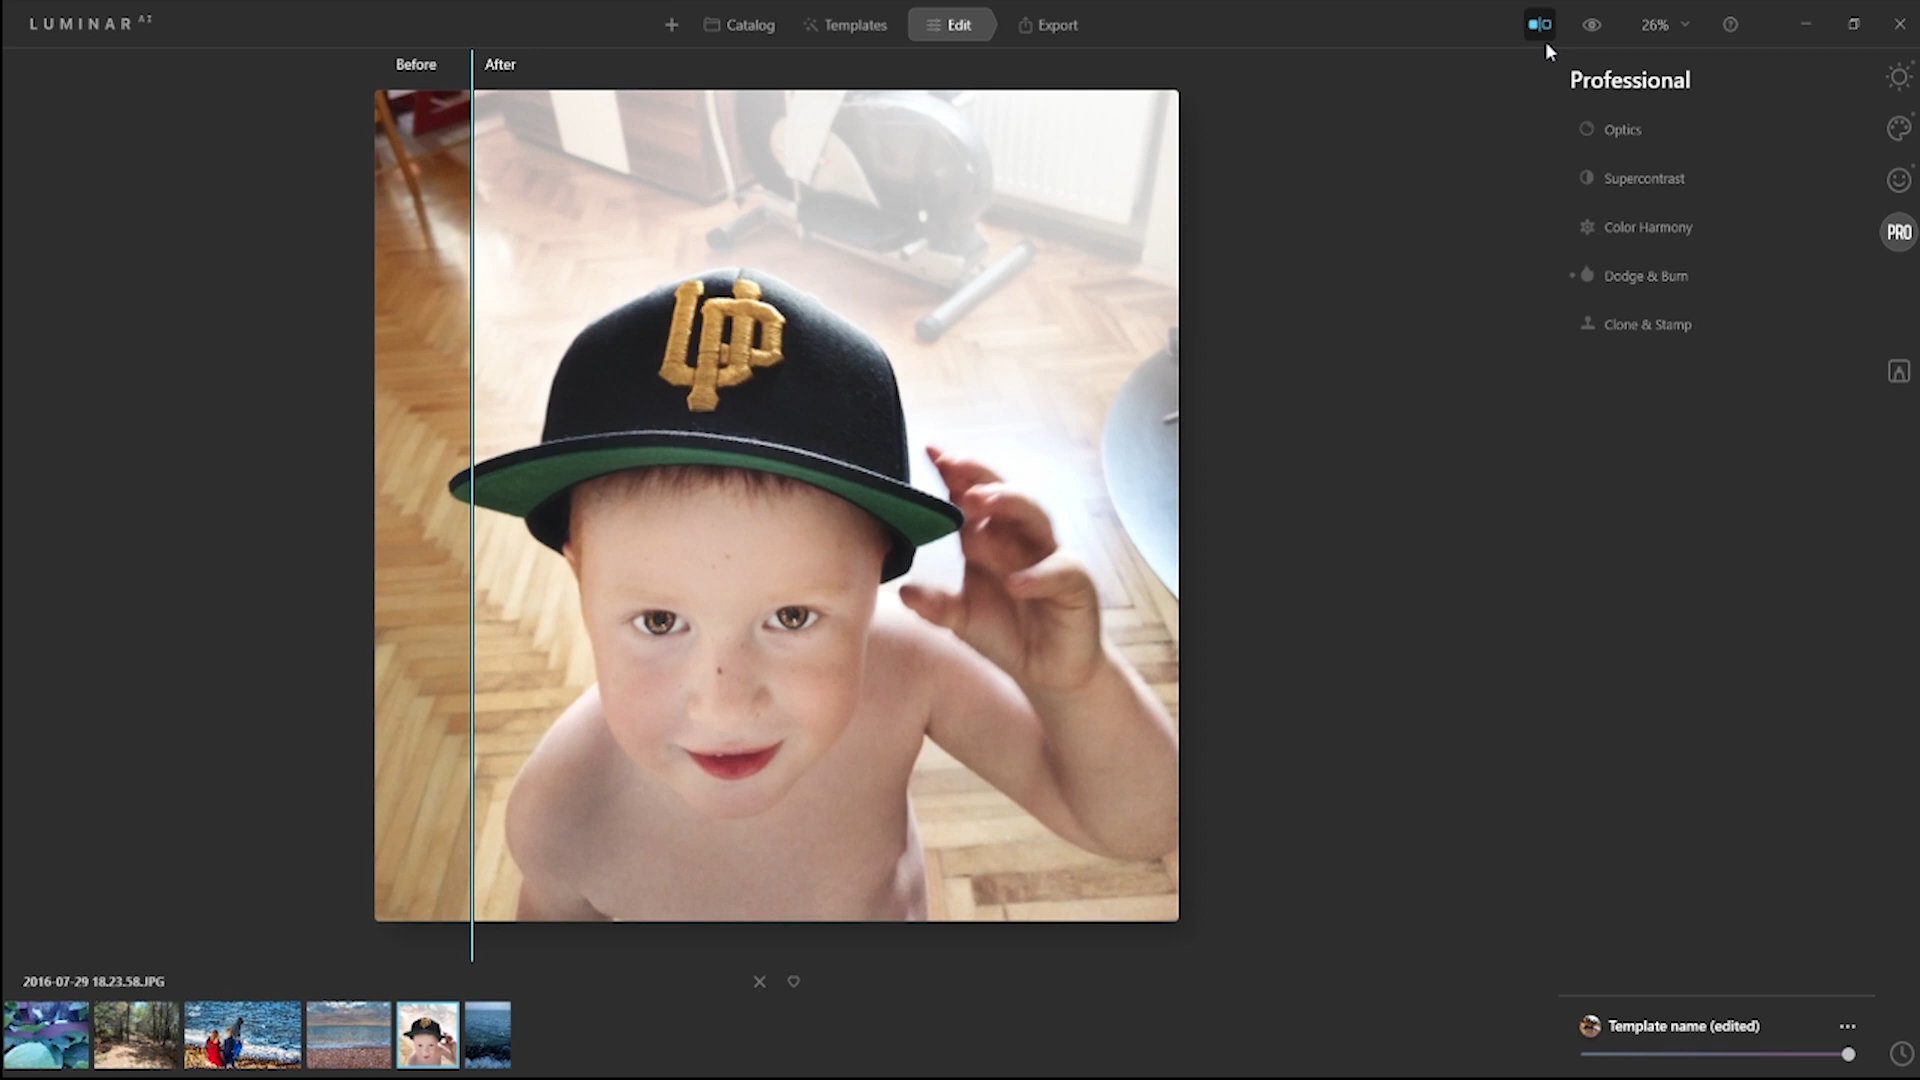 LUMINAR AI
Catalog
Templates
Edit
Export
26%
Before
After
Professional
Optics
Supercontrast
Color Harmony
Dodge & Burn
Clone & Stamp
PRO
UP
2016-07-29 18.23.58.JPG
Template name (edited)